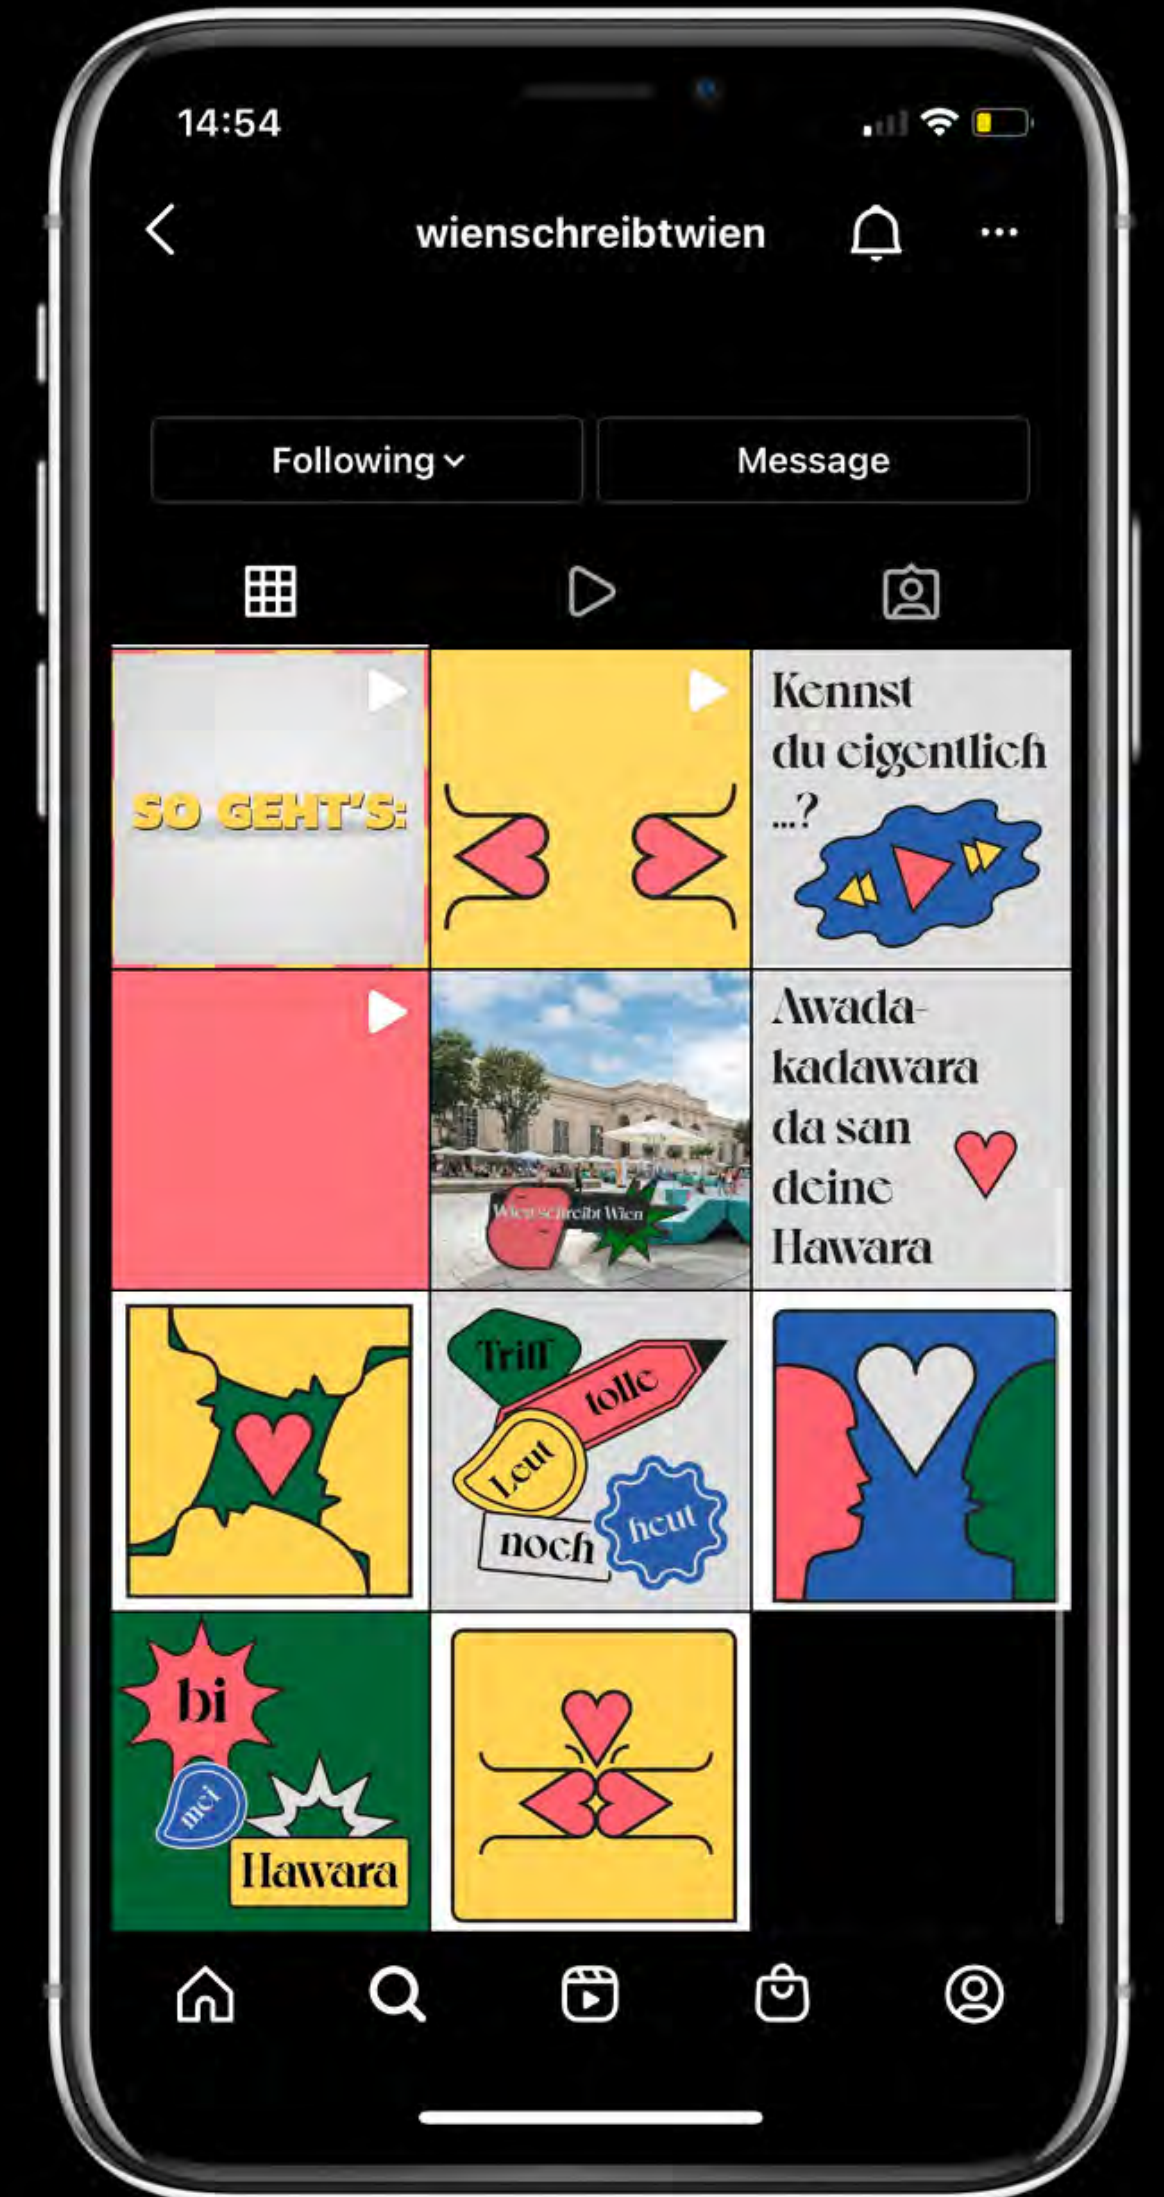 14:54
wienschreibtwien
Following
Message
SO GEHT'S:
Kennst
du eigentlich
...?
Wien schreibt Wien
Awada-
kadawara
da san
deine
Hawara
Triff
tolle
Leut
noch
heut
bi
mei
Hawara